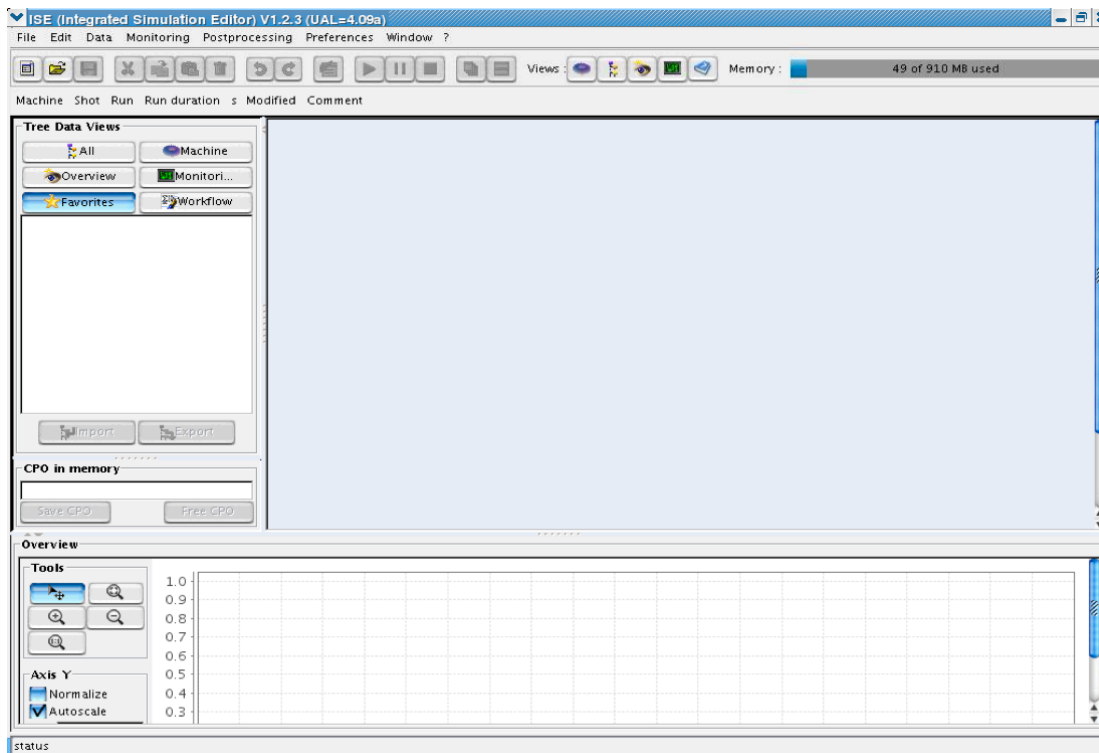 ISE (Integrated Simulation Editor) V1.2.3 (UAL=4.09a)
File Edit Data Monitoring Postprocessing Preferences Window ?
Views : Memory : 49 of 910 MB used
Machine Shot Run Run duration s Modified Comment
Tree Data Views
All Machine
Overview Monitori...
Favorites Workflow
Import Export
CPO in memory
Save CPO Free CPO
Overview
Tools
1.0
0.9
0.8
0.7
0.6
Axis Y
0.5
Normalize
0.4
Autoscale
0.3
status